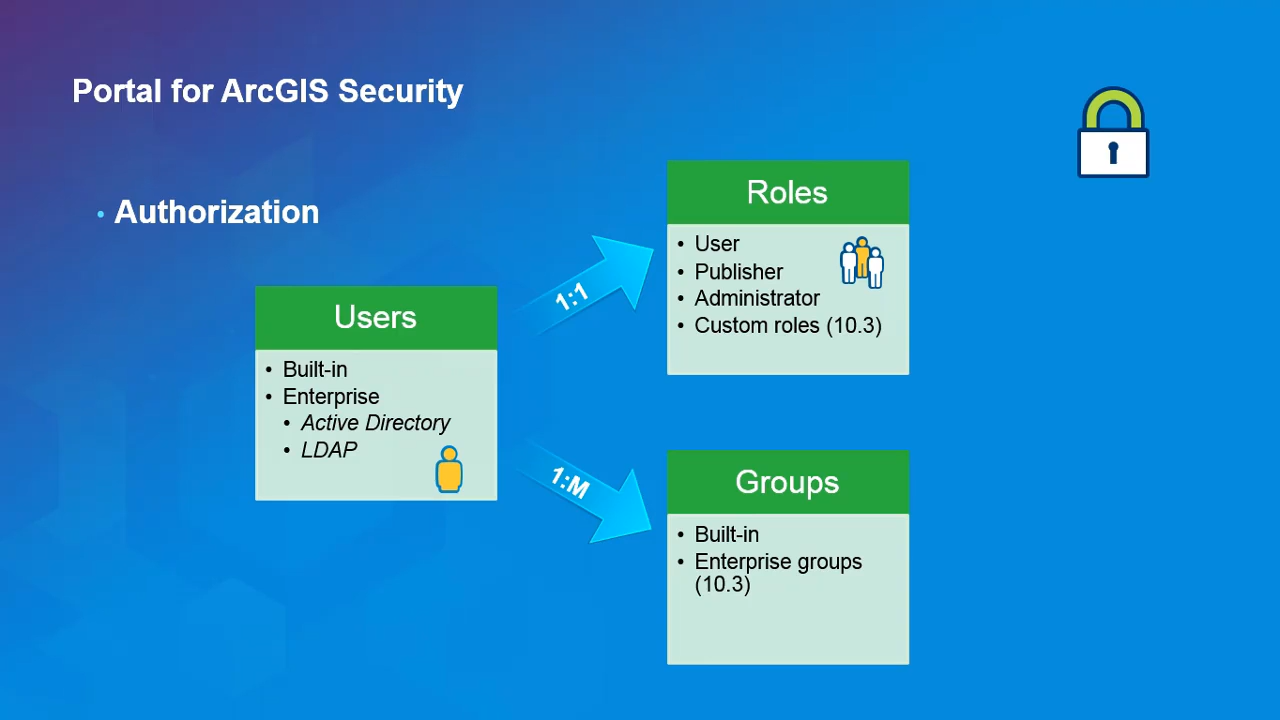 Portal for ArcGIS Security
• Authorization
Users
• Built-in
• Enterprise
• Active Directory
• LDAP
1:1
Roles
• User
• Publisher
• Administrator
• Custom roles (10.3)
1:M
Groups
• Built-in
• Enterprise groups
(10.3)